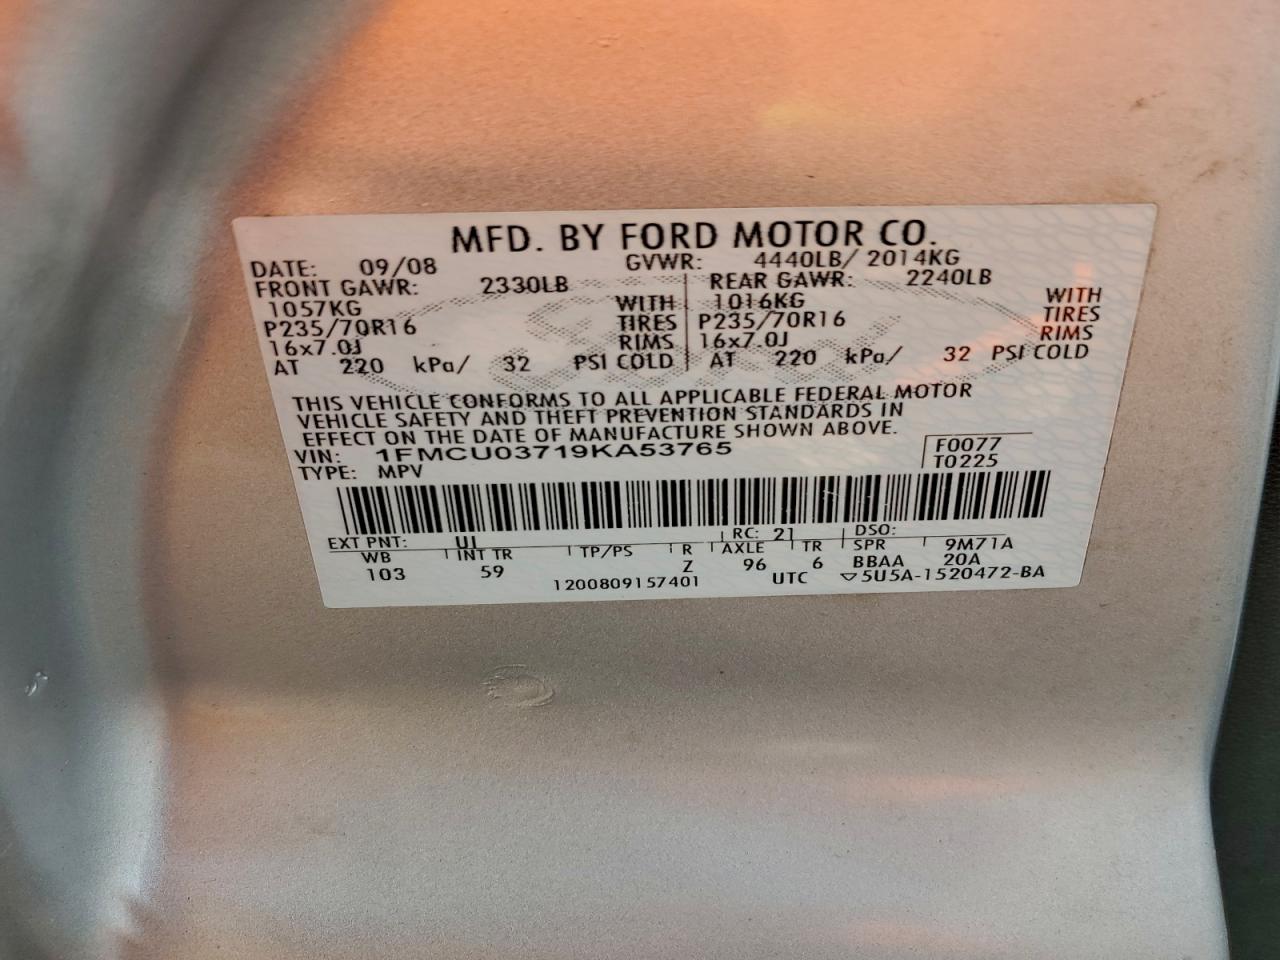 MFD. BY FORD MOTOR CO.
DATE: 09/08 GVWR: 4440LB/ 2014KG
FRONT GAWR: 2330LB REAR GAWR: 2240LB
1057KG WITH 1016KG WITH
P235/70R16 TIRES P235/70R16 TIRES
16x7.0J RIMS 16x7.0J RIMS
AT 220 kPa/ 32 PSI COLD AT 220 kPa/ 32 PSI COLD
THIS VEHICLE CONFORMS TO ALL APPLICABLE FEDERAL MOTOR
VEHICLE SAFETY AND THEFT PREVENTION STANDARDS IN
EFFECT ON THE DATE OF MANUFACTURE SHOWN ABOVE.
VIN: 1FMCU03719KA53765 F0077
TYPE: MPV T0225
EXT PNT: UI RC: 21 DSO:
WB INT TR TP/PS R AXLE TR SPR 9M71A
103 59 Z 96 6 BBAA 20A
1200809157401 UTC ▽5U5A-1520472-BA